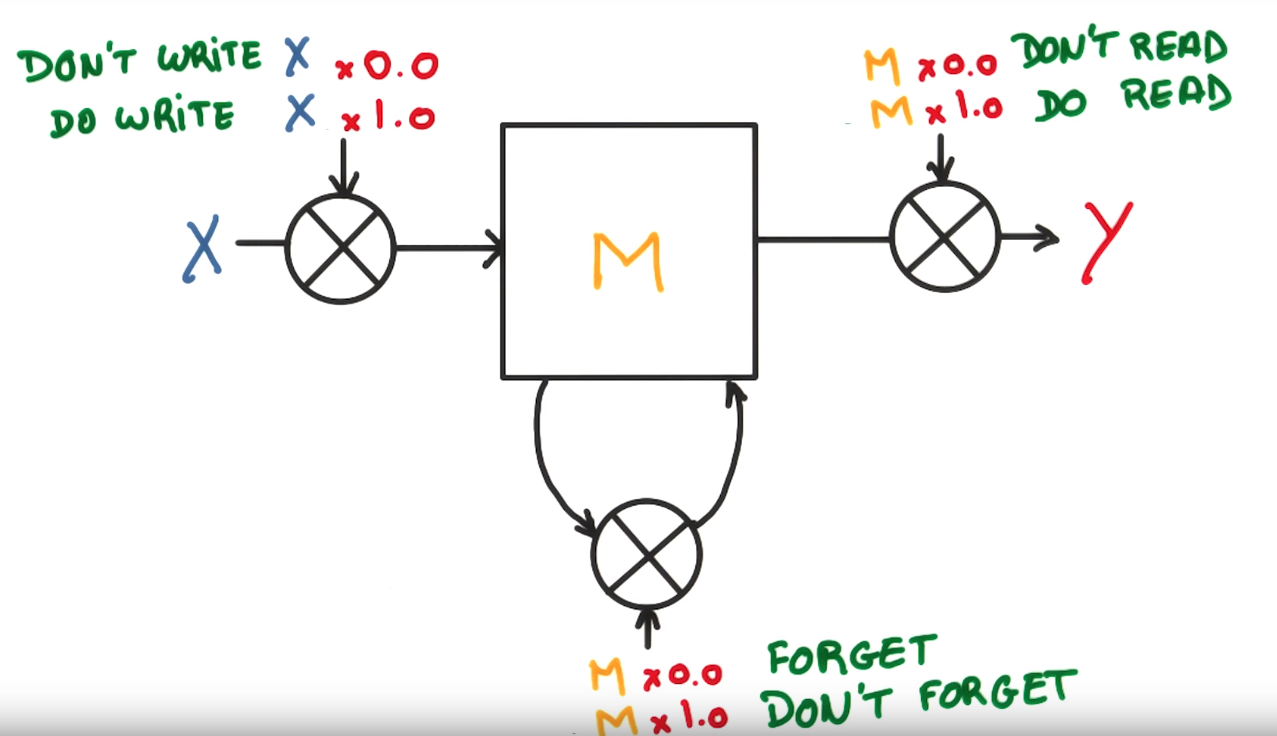 DON'T WRITE X x0.0
DO WRITE X x1.0
M x0.0 DON'T READ
M x1.0 DO READ
X
M
Y
M x0.0 FORGET
M x1.0 DON'T FORGET